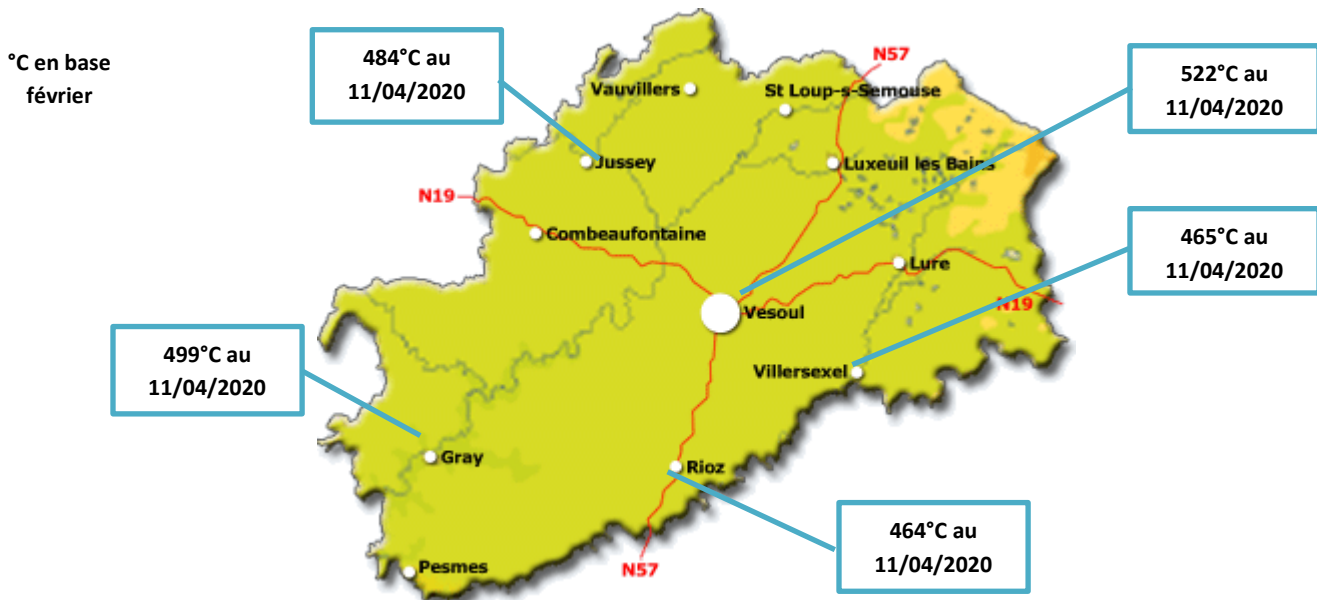 °C en base
février
484°C au
11/04/2020
522°C au
11/04/2020
N57
Vauvillers
St Loup-s-Semouse
Jussey
Luxeuil les Bains
N19
Combeaufontaine
465°C au
11/04/2020
Lure
N19
Vesoul
499°C au
11/04/2020
Villersexel
Gray
Rioz
464°C au
11/04/2020
Pesmes
N57